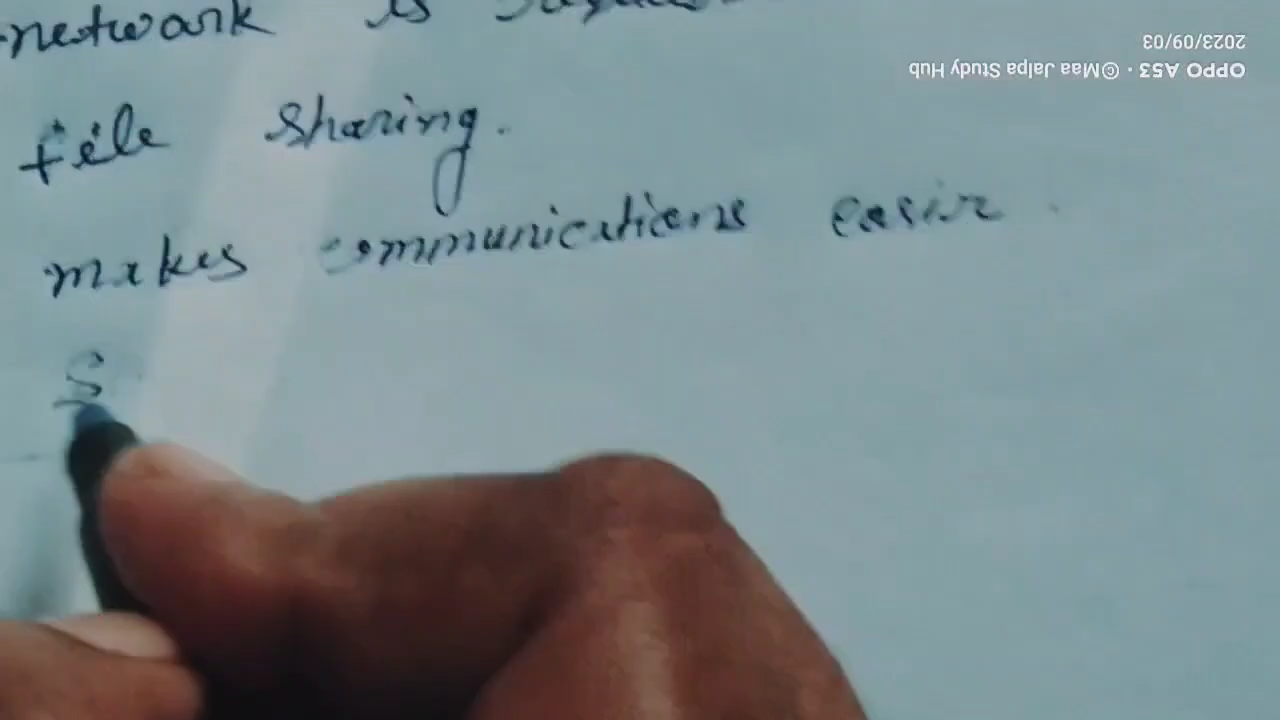 network is
file sharing.
makes communications easier.
S
OPPO A53 · ©Maa Jalpa Study Hub
2023/09/03